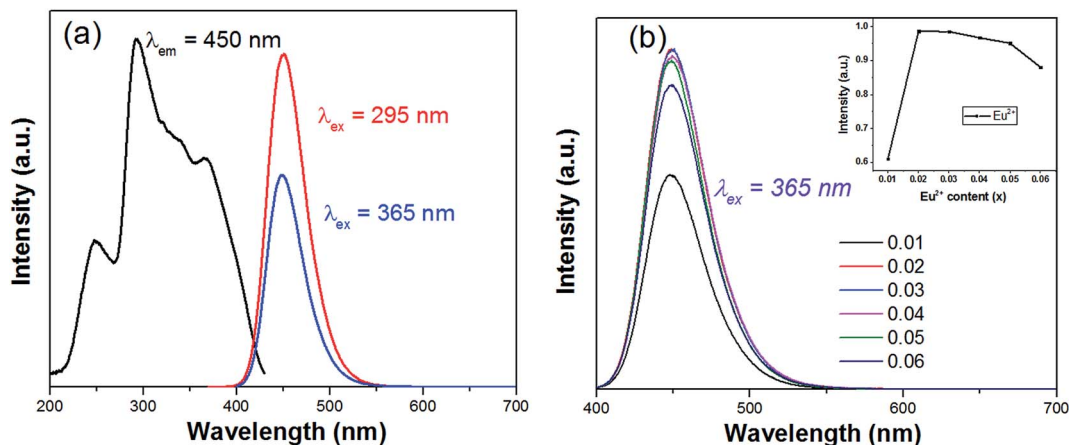 (a)
λem = 450 nm
λex = 295 nm
λex = 365 nm
Intensity (a.u.)
200 300 400 500 600 700
Wavelength (nm)
(b)
λex = 365 nm
Intensity (a.u.)
400 500 600 700
Wavelength (nm)
0.01
0.02
0.03
0.04
0.05
0.06
Intensity (a.u.)
1.0
0.9
0.8
0.7
0.6
Eu²⁺
0.01 0.02 0.03 0.04 0.05 0.06
Eu²⁺ content (x)